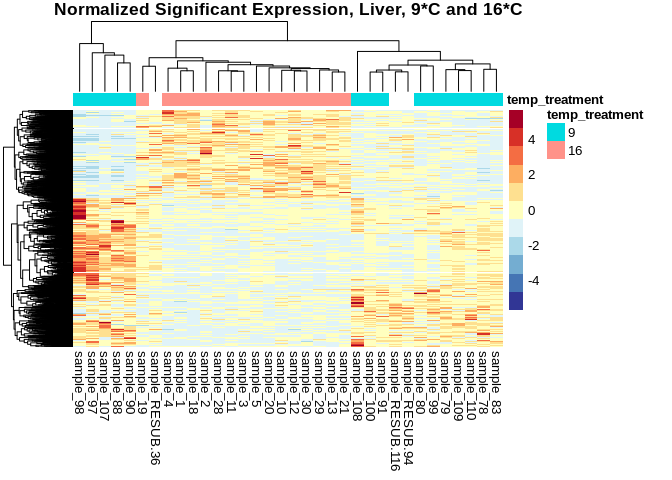 Normalized Significant Expression, Liver, 9*C and 16*C
temp_treatment
temp_treatment
9
16
4
2
0
-2
-4
sample_98
sample_97
sample_107
sample_88
sample_90
sample_19
sample_RESUB.36
sample_4
sample_1
sample_18
sample_2
sample_28
sample_11
sample_3
sample_5
sample_20
sample_10
sample_12
sample_30
sample_29
sample_13
sample_21
sample_108
sample_100
sample_91
sample_RESUB.116
sample_RESUB.94
sample_80
sample_99
sample_79
sample_109
sample_110
sample_78
sample_83